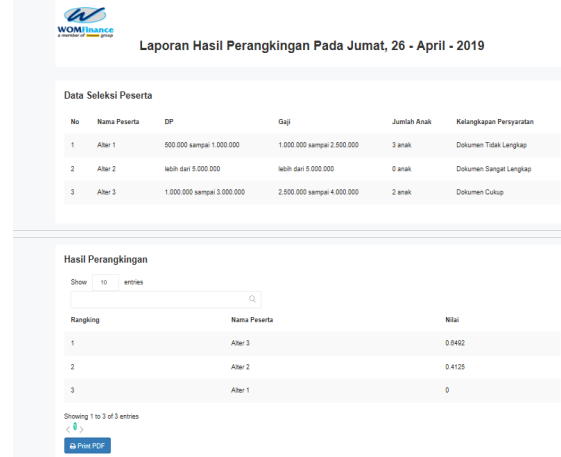 WOMFinance
a member of group
Laporan Hasil Perangkingan Pada Jumat, 26 - April - 2019
Data Seleksi Peserta
No Nama Peserta DP Gaji Jumlah Anak Kelangkapan Persyaratan
1 Alter 1 500.000 sampai 1.000.000 1.000.000 sampai 2.500.000 3 anak Dokumen Tidak Lengkap
2 Alter 2 lebih dari 5.000.000 lebih dari 5.000.000 0 anak Dokumen Sangat Lengkap
3 Alter 3 1.000.000 sampai 3.000.000 2.500.000 sampai 4.000.000 2 anak Dokumen Cukup
Hasil Perangkingan
Show 10 entries
Rangking Nama Peserta Nilai
1 Alter 3 0.6492
2 Alter 2 0.4125
3 Alter 1 0
Showing 1 to 3 of 3 entries
Print PDF